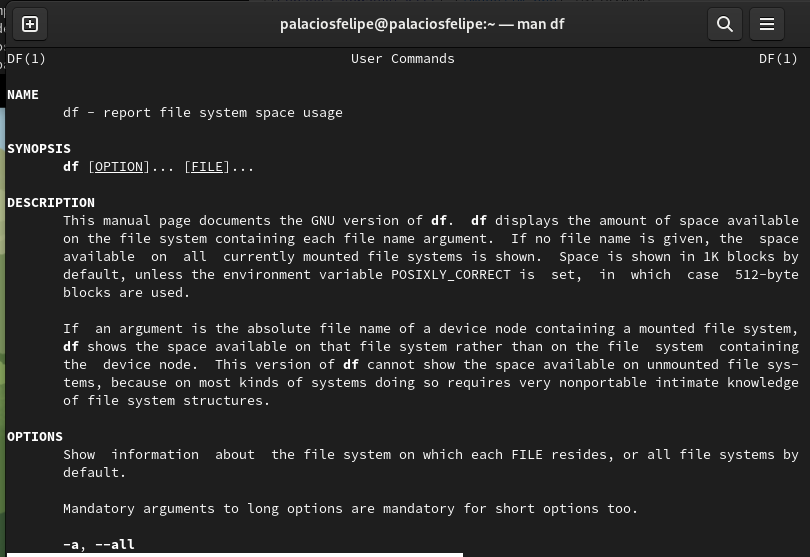 palaciosfelipe@palaciosfelipe:~ — man df
DF(1) User Commands DF(1)
NAME
df - report file system space usage
SYNOPSIS
df [OPTION]... [FILE]...
DESCRIPTION
This manual page documents the GNU version of df.  df displays the amount of space available
on the file system containing each file name argument.  If no file name is given, the  space
available  on  all  currently mounted file systems is shown.  Space is shown in 1K blocks by
default, unless the environment variable POSIXLY_CORRECT is  set,  in  which  case  512-byte
blocks are used.
If  an argument is the absolute file name of a device node containing a mounted file system,
df shows the space available on that file system rather than on the file  system  containing
the  device node.  This version of df cannot show the space available on unmounted file sys-
tems, because on most kinds of systems doing so requires very nonportable intimate knowledge
of file system structures.
OPTIONS
Show  information  about  the file system on which each FILE resides, or all file systems by
default.
Mandatory arguments to long options are mandatory for short options too.
-a, --all